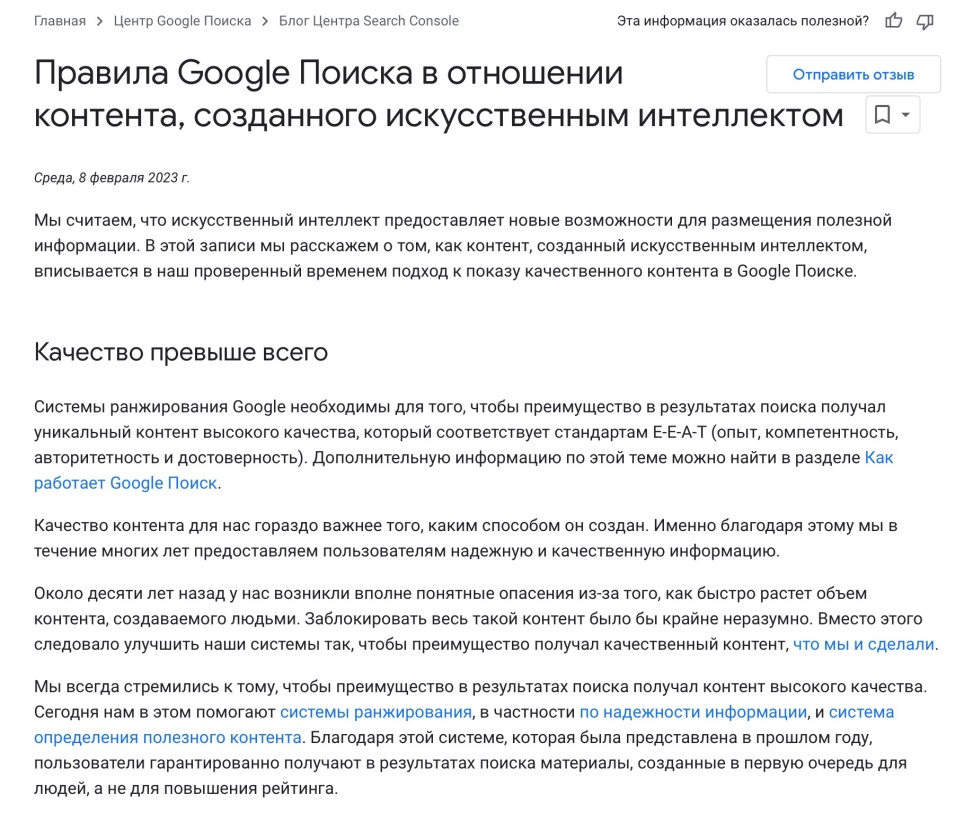 Главная > Центр Google Поиска > Блог Центра Search Console
Эта информация оказалась полезной?
Правила Google Поиска в отношении
контента, созданного искусственным интеллектом
Отправить отзыв
Среда, 8 февраля 2023 г.
Мы считаем, что искусственный интеллект предоставляет новые возможности для размещения полезной
информации. В этой записи мы расскажем о том, как контент, созданный искусственным интеллектом,
вписывается в наш проверенный временем подход к показу качественного контента в Google Поиске.
Качество превыше всего
Системы ранжирования Google необходимы для того, чтобы преимущество в результатах поиска получал
уникальный контент высокого качества, который соответствует стандартам E-E-A-T (опыт, компетентность,
авторитетность и достоверность). Дополнительную информацию по этой теме можно найти в разделе Как
работает Google Поиск.
Качество контента для нас гораздо важнее того, каким способом он создан. Именно благодаря этому мы в
течение многих лет предоставляем пользователям надежную и качественную информацию.
Около десяти лет назад у нас возникли вполне понятные опасения из-за того, как быстро растет объем
контента, создаваемого людьми. Заблокировать весь такой контент было бы крайне неразумно. Вместо этого
следовало улучшить наши системы так, чтобы преимущество получал качественный контент, что мы и сделали.
Мы всегда стремились к тому, чтобы преимущество в результатах поиска получал контент высокого качества.
Сегодня нам в этом помогают системы ранжирования, в частности по надежности информации, и система
определения полезного контента. Благодаря этой системе, которая была представлена в прошлом году,
пользователи гарантированно получают в результатах поиска материалы, созданные в первую очередь для
людей, а не для повышения рейтинга.